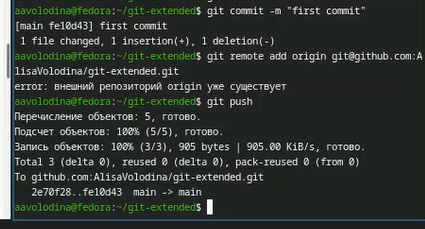 aavolodina@fedora:~/git-extended$ git commit -m "first commit"
[main fe10d43] first commit
 1 file changed, 1 insertion(+), 1 deletion(-)
aavolodina@fedora:~/git-extended$ git remote add origin git@github.com:A
lisaVolodina/git-extended.git
error: внешний репозиторий origin уже существует
aavolodina@fedora:~/git-extended$ git push
Перечисление объектов: 5, готово.
Подсчет объектов: 100% (5/5), готово.
Запись объектов: 100% (3/3), 905 bytes | 905.00 KiB/s, готово.
Total 3 (delta 0), reused 0 (delta 0), pack-reused 0 (from 0)
To github.com:AlisaVolodina/git-extended.git
   2e70f28..fe10d43  main -> main
aavolodina@fedora:~/git-extended$